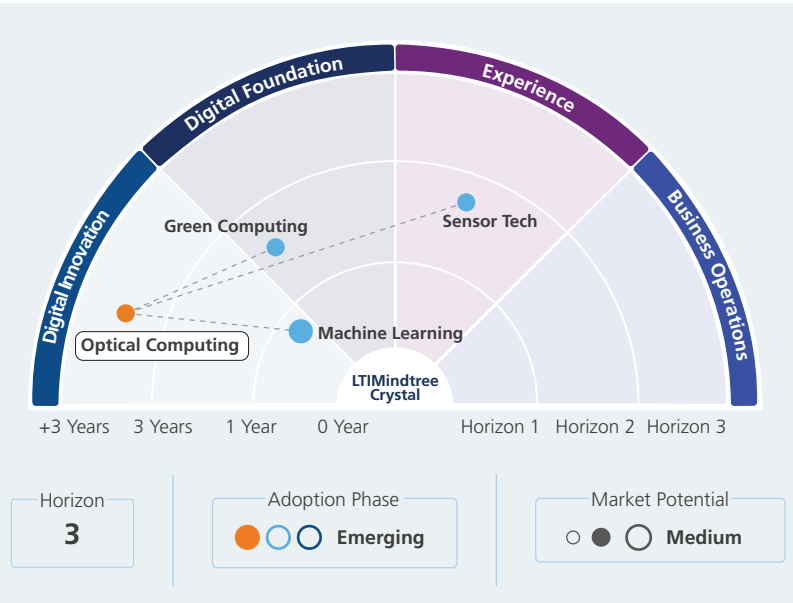 Digital Foundation
Experience
Digital Innovation
Business Operations
Green Computing
Sensor Tech
Optical Computing
Machine Learning
LTIMindtree
Crystal
+3 Years 3 Years 1 Year 0 Year Horizon 1 Horizon 2 Horizon 3
Horizon
3
Adoption Phase
Emerging
Market Potential
Medium